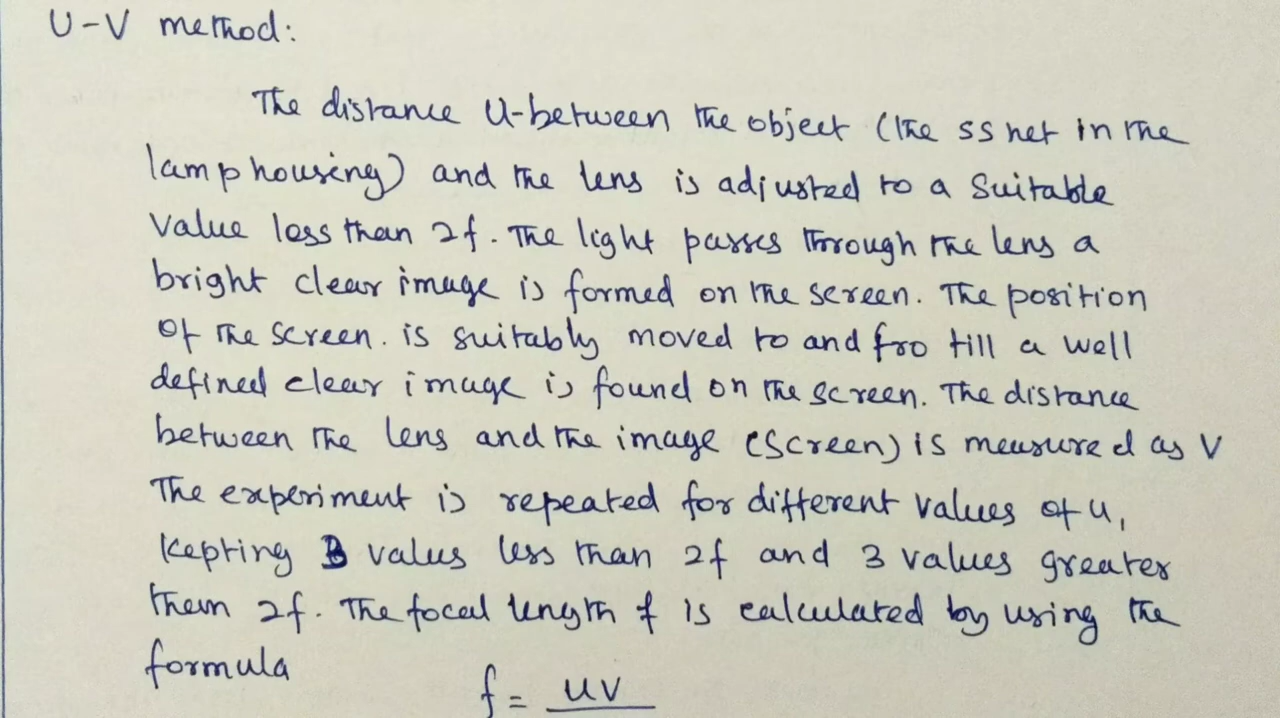 U-V method:
The distance U-between the object (the ss net in the
lamp housing) and the lens is adjusted to a suitable
value less than 2f. The light passes through the lens a
bright clear image is formed on the screen. The position
of the screen. is suitably moved to and fro till a well
defined clear image is found on the screen. The distance
between the lens and the image (screen) is measured as V
The experiment is repeated for different values of u,
kepting 3 values less than 2f and 3 values greater
them 2f. The focal length f is calculated by using the
formula
f = uv